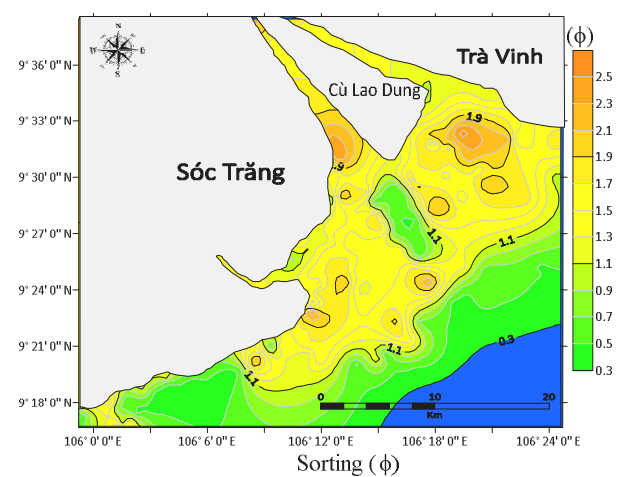 N
W
E
S
Trà Vinh
(ϕ)
Cù Lao Dung
Sóc Trăng
9° 36' 0" N
9° 33' 0" N
9° 30' 0" N
9° 27' 0" N
9° 24' 0" N
9° 21' 0" N
9° 18' 0" N
1.9
.9
1.1
1.1
1.1
1.1
0.3
2.5
2.3
2.1
1.9
1.7
1.5
1.3
1.1
0.9
0.7
0.5
0.3
0 10 20
Km
106° 0' 0" E 106° 6' 0" E 106° 12' 0" E 106° 18' 0" E 106° 24' 0" E
Sorting (ϕ)